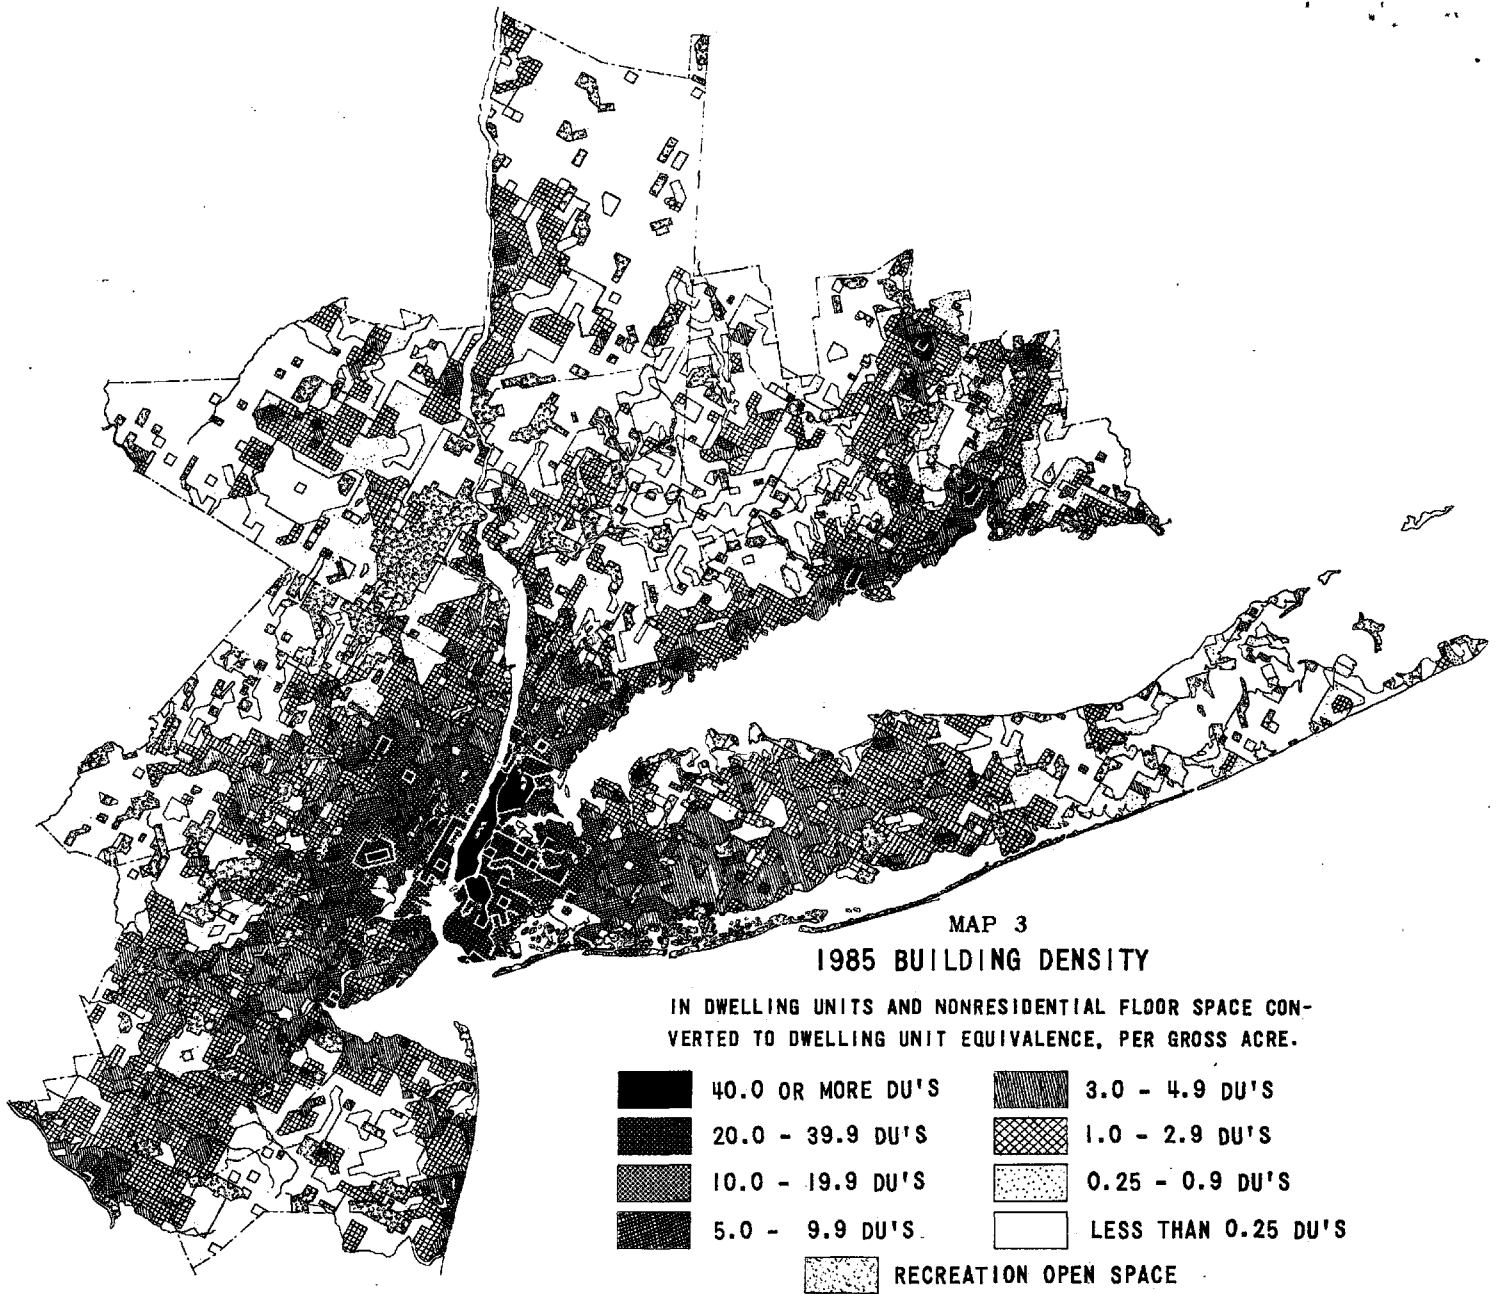 MAP 3
1985 BUILDING DENSITY
IN DWELLING UNITS AND NONRESIDENTIAL FLOOR SPACE CON-
VERTED TO DWELLING UNIT EQUIVALENCE, PER GROSS ACRE.
40.0 OR MORE DU'S
20.0 - 39.9 DU'S
10.0 - 19.9 DU'S
5.0 - 9.9 DU'S.
3.0 - 4.9 DU'S
1.0 - 2.9 DU'S
0.25 - 0.9 DU'S
LESS THAN 0.25 DU'S
RECREATION OPEN SPACE